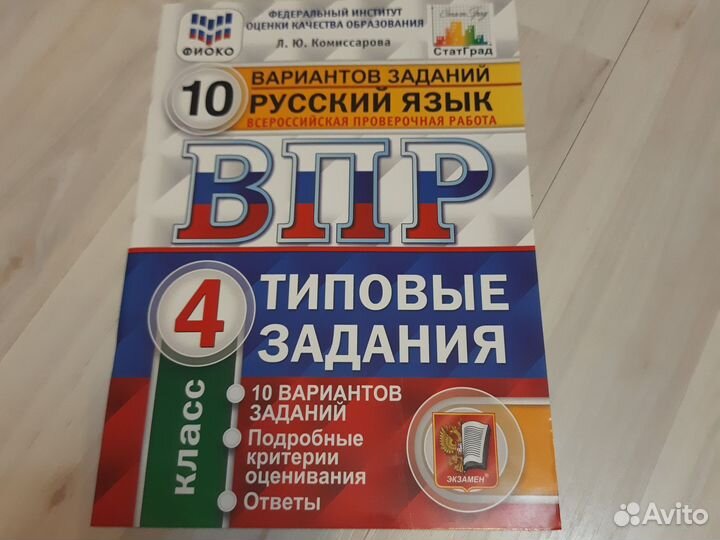 ФИОКО
ФЕДЕРАЛЬНЫЙ ИНСТИТУТ
ОЦЕНКИ КАЧЕСТВА ОБРАЗОВАНИЯ
Л. Ю. Комиссарова
СтатГрад
10
ВАРИАНТОВ ЗАДАНИЙ
РУССКИЙ ЯЗЫК
ВСЕРОССИЙСКАЯ ПРОВЕРОЧНАЯ РАБОТА
ВПР
4
класс
ТИПОВЫЕ
ЗАДАНИЯ
10 ВАРИАНТОВ
ЗАДАНИЙ
Подробные
критерии
оценивания
Ответы
ЭКЗАМЕН
Avito